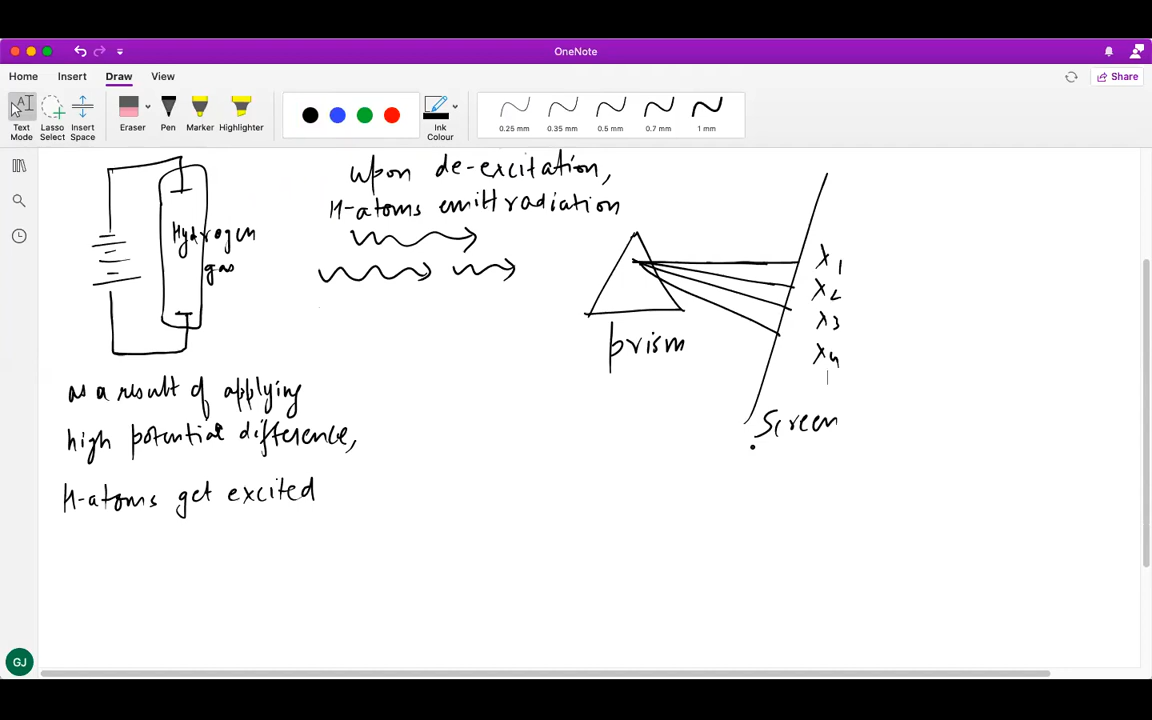 OneNote
Home Insert Draw View
Share
Text Mode
Lasso Select
Insert Space
Eraser
Pen
Marker
Highlighter
Ink Colour
0.25 mm
0.35 mm
0.5 mm
0.7 mm
1 mm
Hydrogen
gas
upon de-excitation,
H-atoms emitt radiation
prism
λ1
λ2
λ3
λ4
Screen
as a result of applying
high potential difference,
H-atoms get excited
GJ